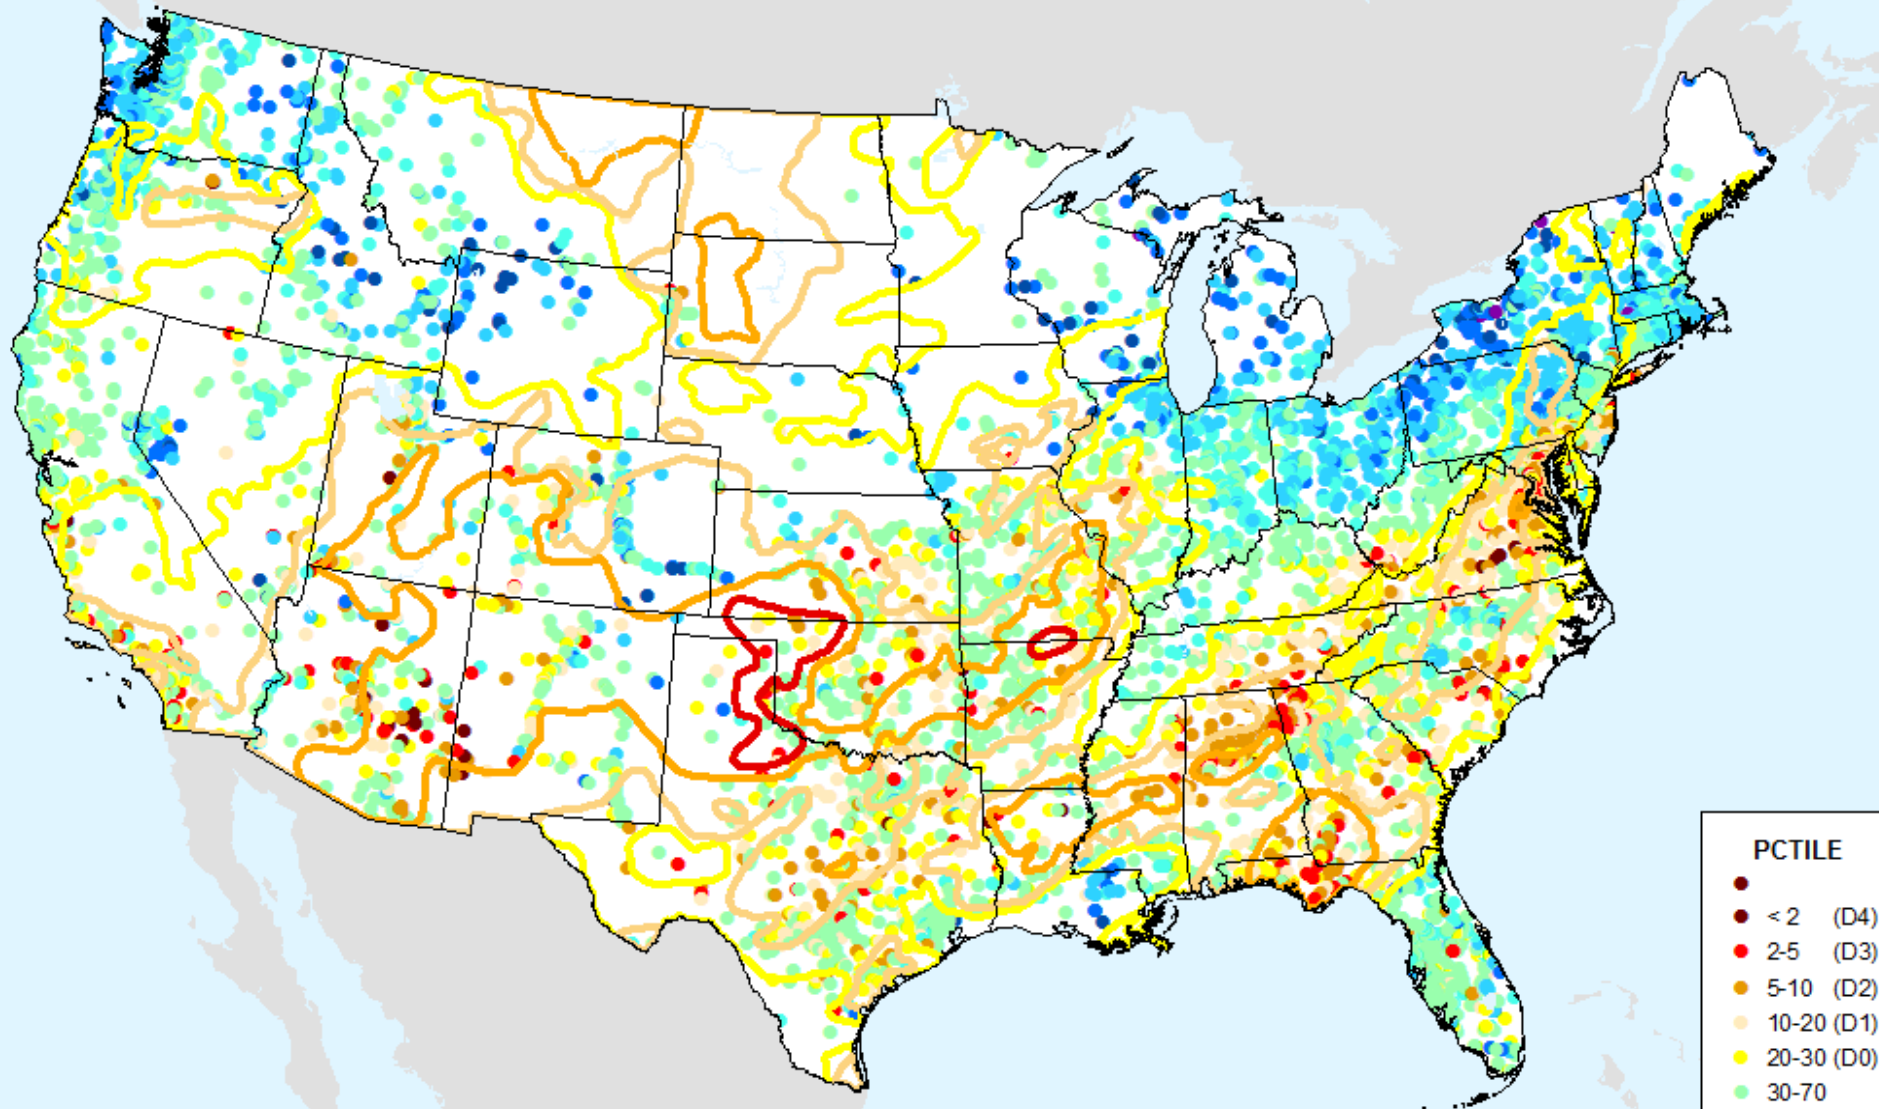 PCTILE
< 2 (D4)
2-5 (D3)
5-10 (D2)
10-20 (D1)
20-30 (D0)
30-70